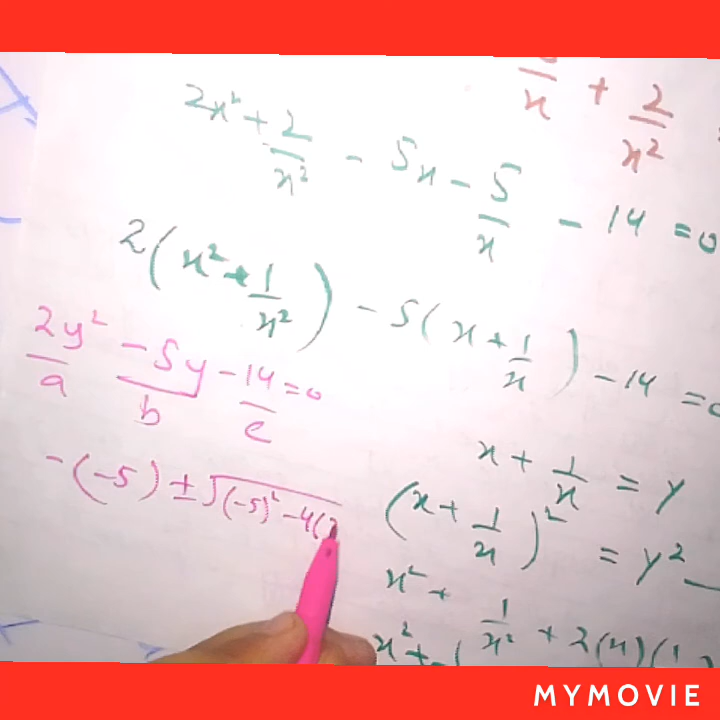 /x + 2/x²
2x² + 2/x² - 5x - 5/x - 14 = 0
2(x² + 1/x²) - 5(x + 1/x) - 14 = 0
2y² - 5y - 14 = 0
a b c
-(-5) ± √(-5)² - 4(2
x + 1/x = y
(x + 1/x)² = y²
x² + 1/x² + 2(x)(1
x² +
MYMOVIE